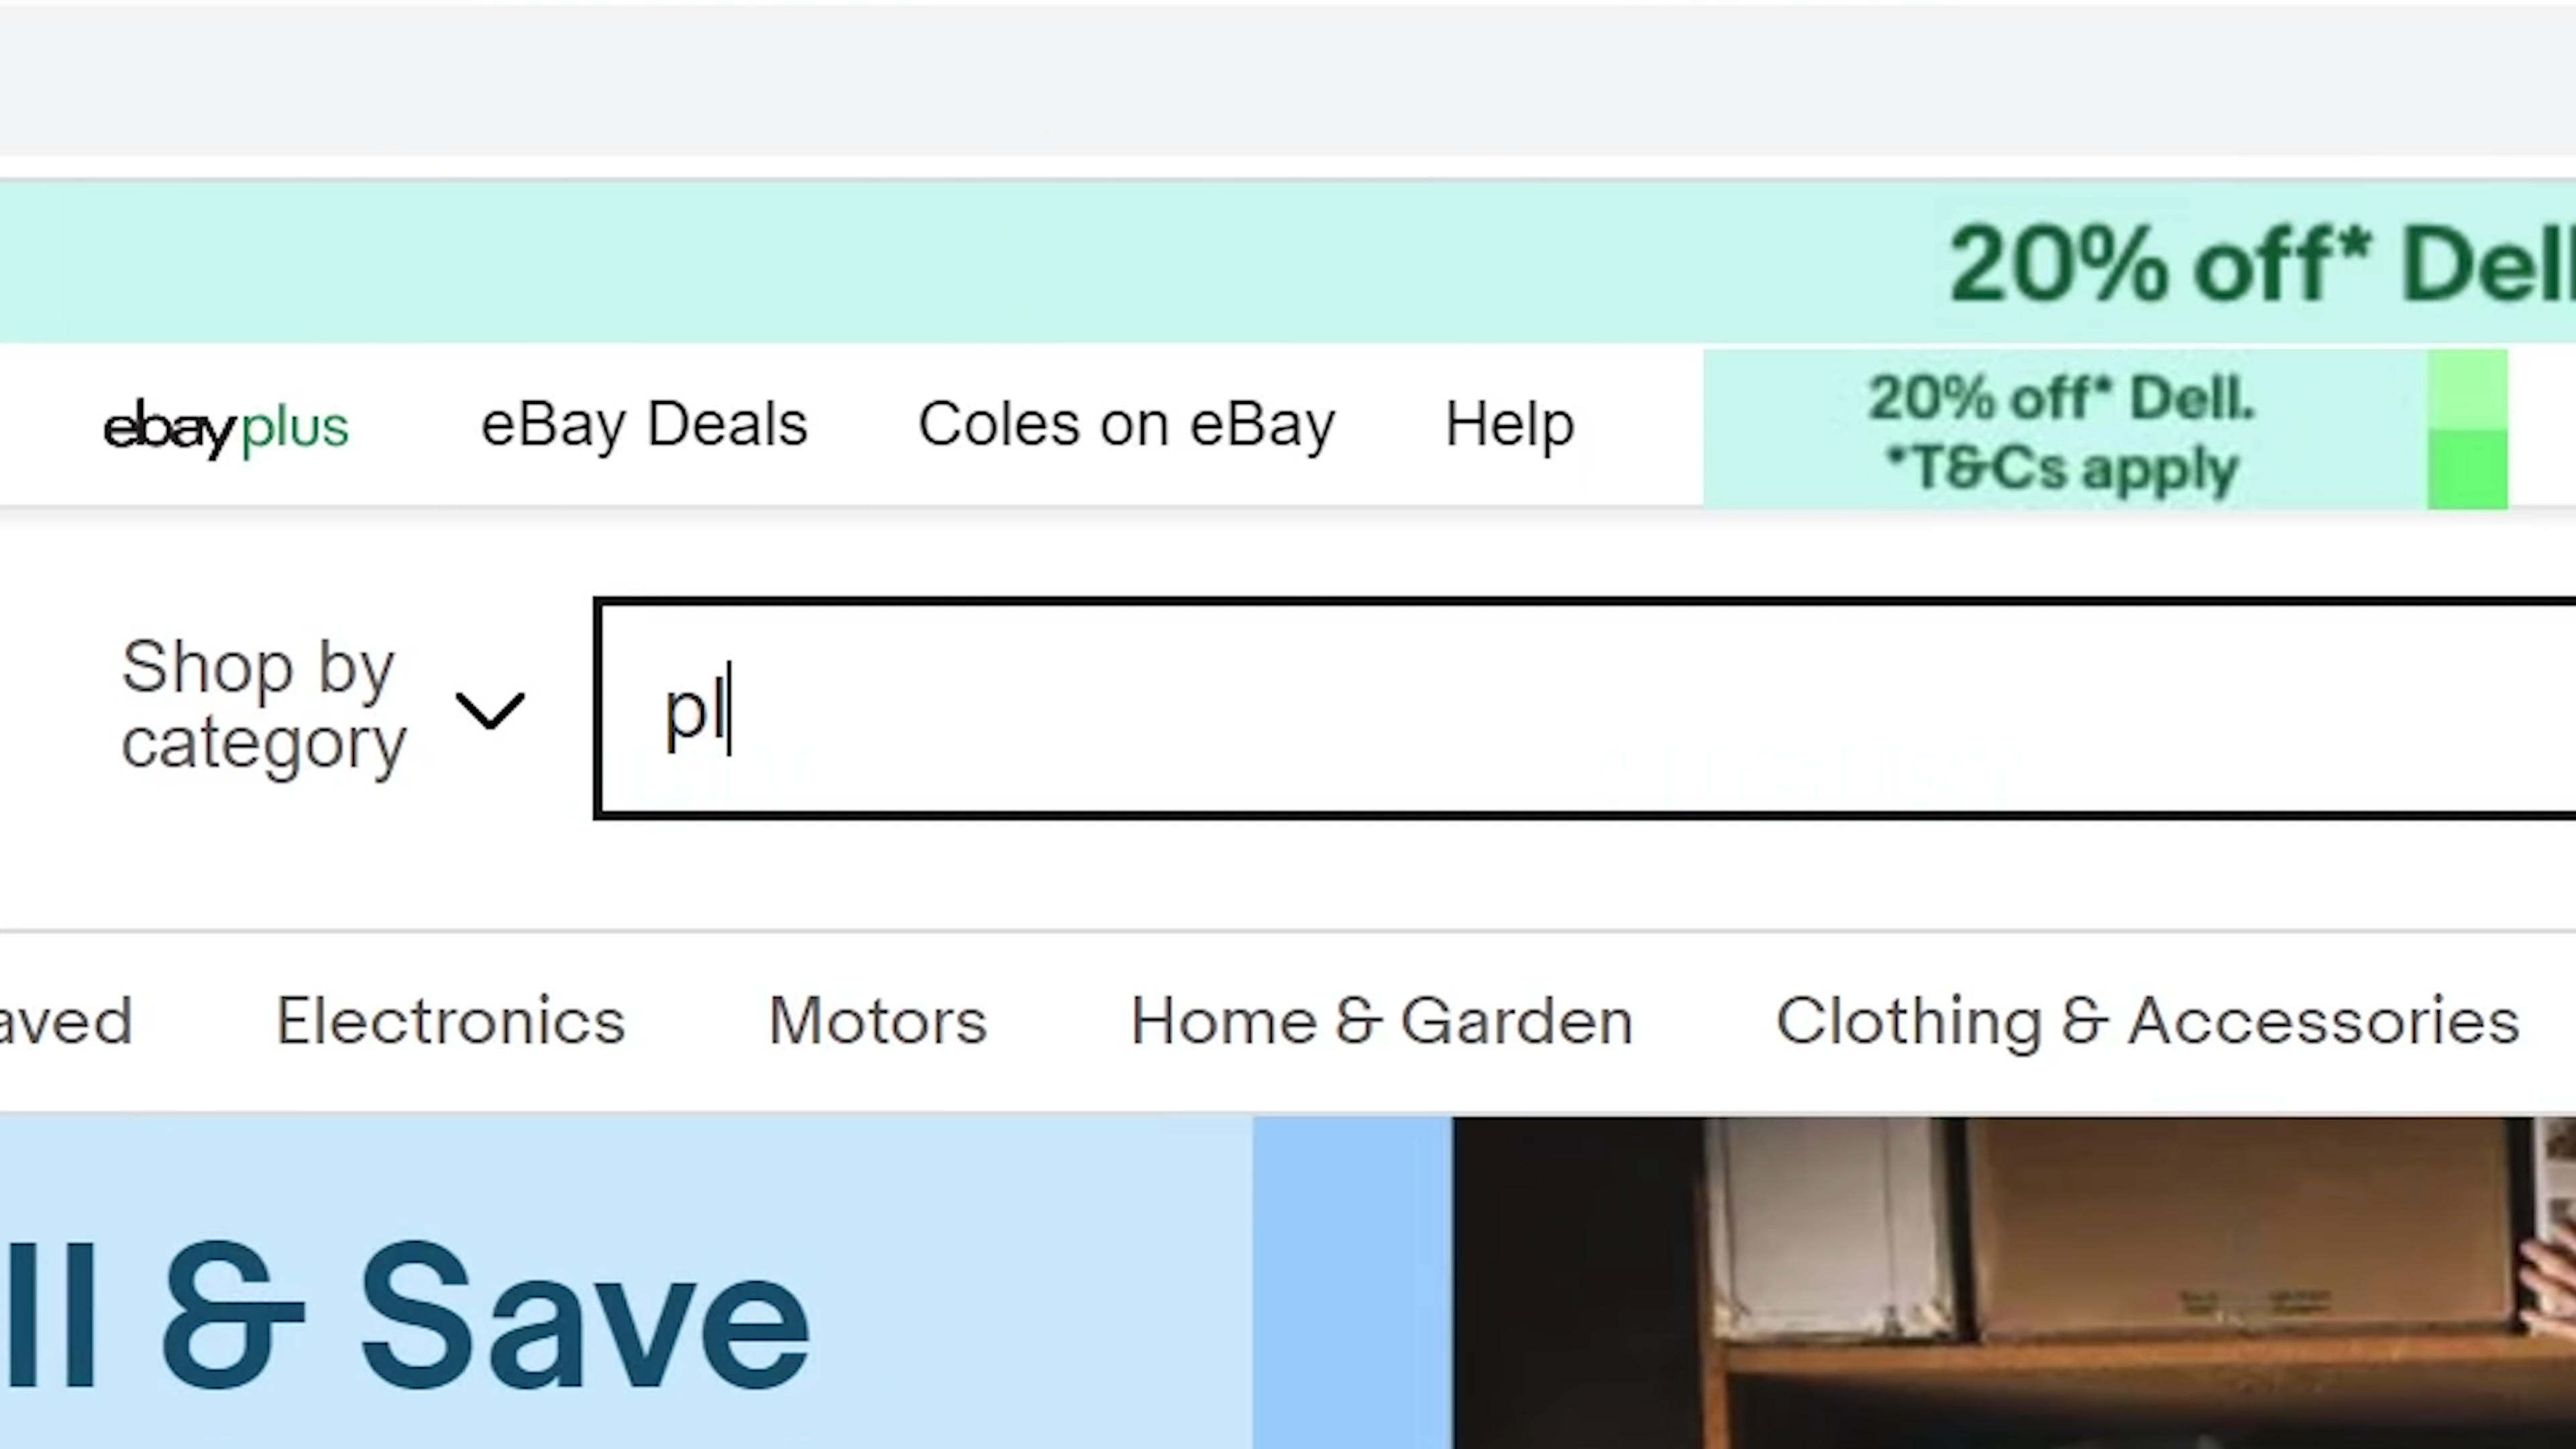 20% off* Dell
ebay plus eBay Deals Coles on eBay Help
20% off* Dell.
*T&Cs apply
Shop by
category
pl
aved Electronics Motors Home & Garden Clothing & Accessories
ll & Save